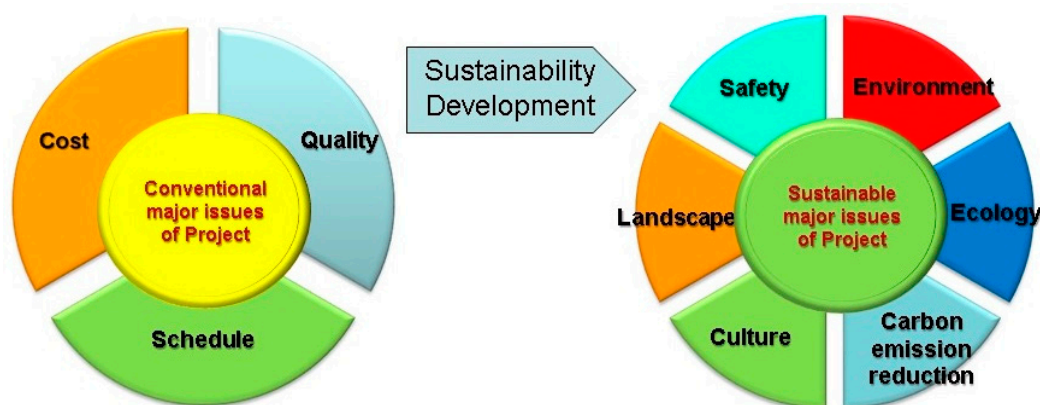 Cost
Quality
Conventional
major issues
of Project
Schedule
Sustainability
Development
Safety
Environment
Landscape
Sustainable
major issues
of Project
Ecology
Culture
Carbon
emission
reduction